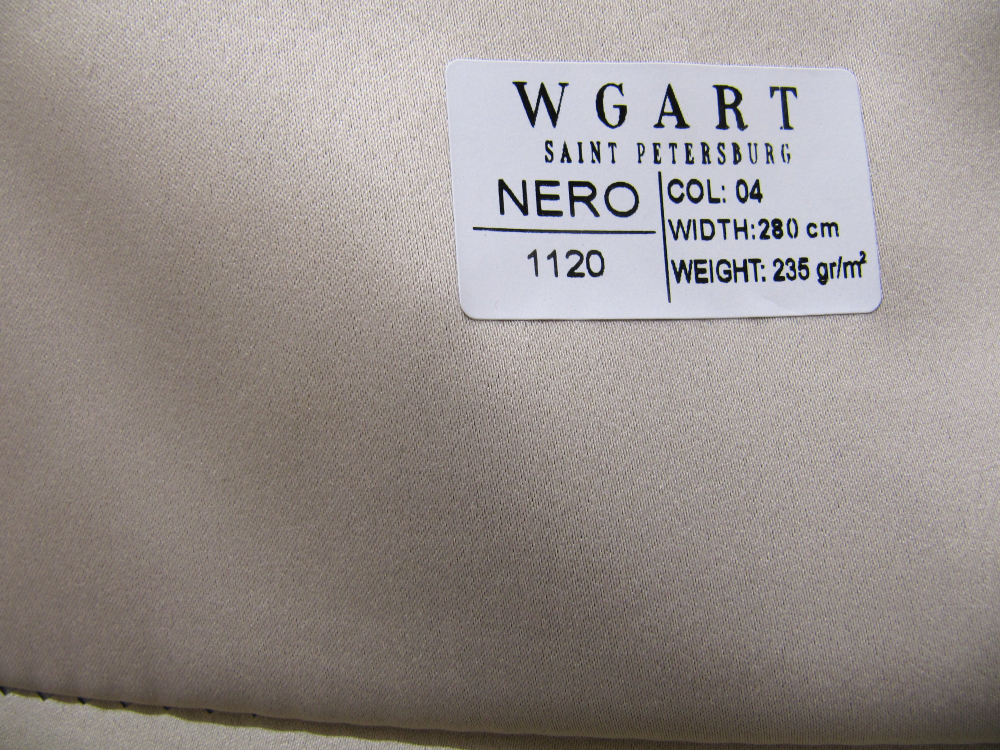 WGART
SAINT PETERSBURG
NERO
1120
COL: 04
WIDTH:280 cm
WEIGHT: 235 gr/m²